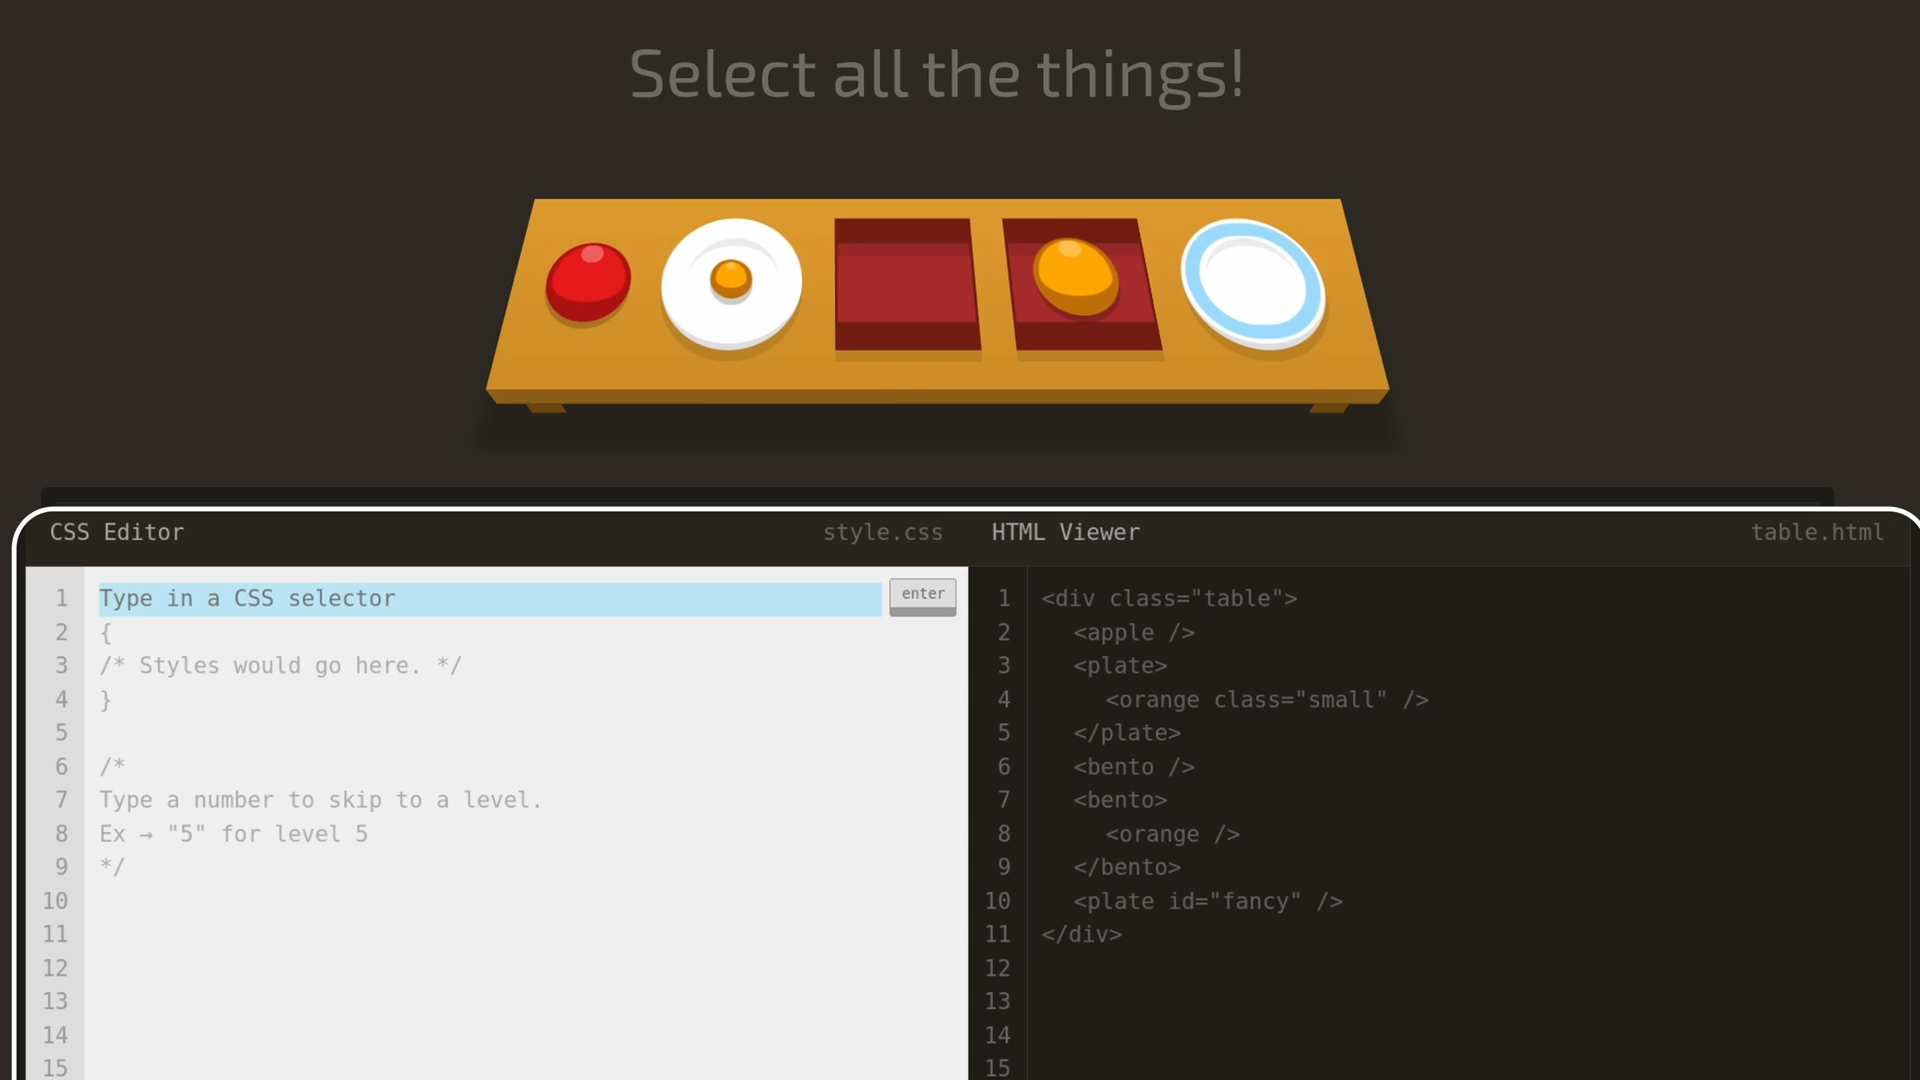 Select all the things!
CSS Editor
style.css
1 Type in a CSS selector
enter
2 {
3 /* Styles would go here. */
4 }
5
6 /*
7 Type a number to skip to a level.
8 Ex → "5" for level 5
9 */
10
11
12
13
14
15
HTML Viewer
table.html
1 <div class="table">
2 <apple />
3 <plate>
4 <orange class="small" />
5 </plate>
6 <bento />
7 <bento>
8 <orange />
9 </bento>
10 <plate id="fancy" />
11 </div>
12
13
14
15